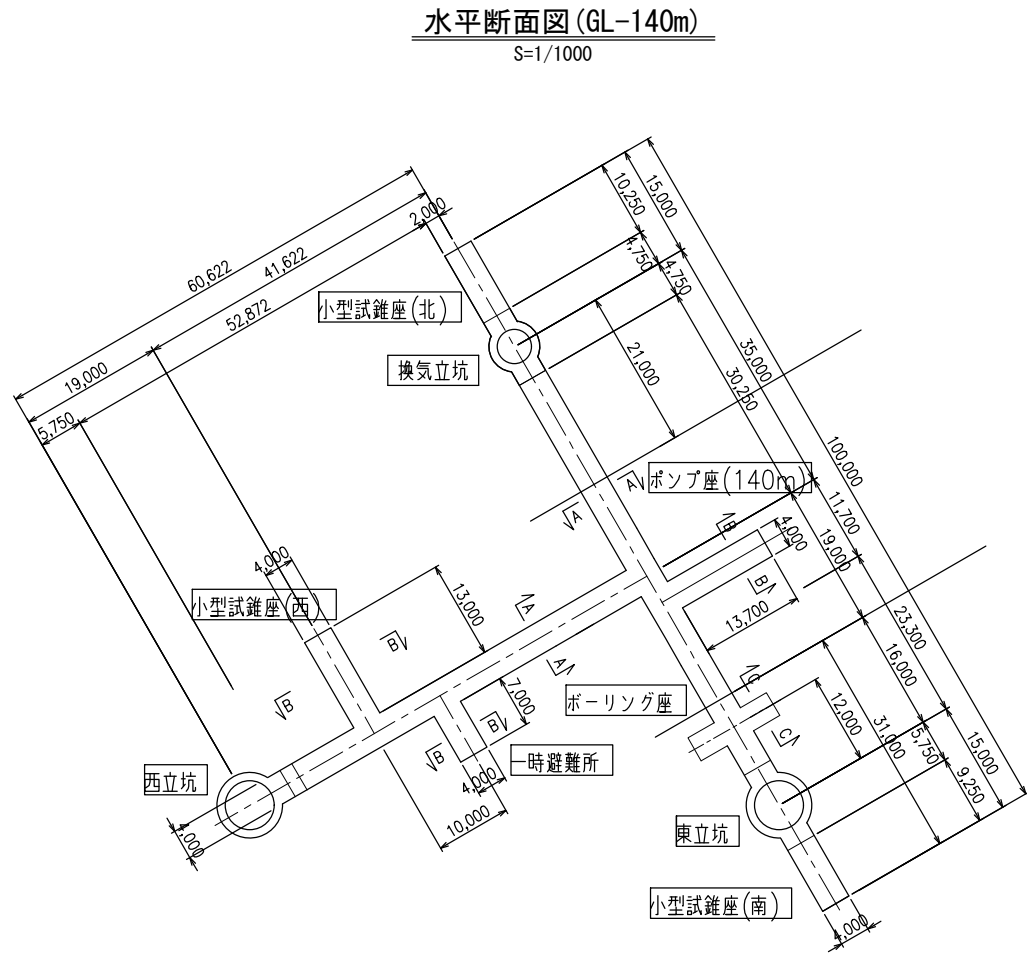 水平断面図(GL-140m)
S=1/1000
15,000
10,250
2,000
4,750
4,750
60,622
41,622
52,872
小型試錐座(北)
換気立坑
21,000
35,000
30,250
19,000
5,750
100,000
ポンプ座(140m)
A
A
B
11,700
4,000
19,000
4,000
B
小型試錐座(西)
13,000
A
13,700
23,300
B
A
16,000
7,000
C
ボーリング座
B
B
12,000
C
31,000
B
一時避難所
5,750
15,000
西立坑
4,000
9,250
10,000
東立坑
4,000
小型試錐座(南)
4,000